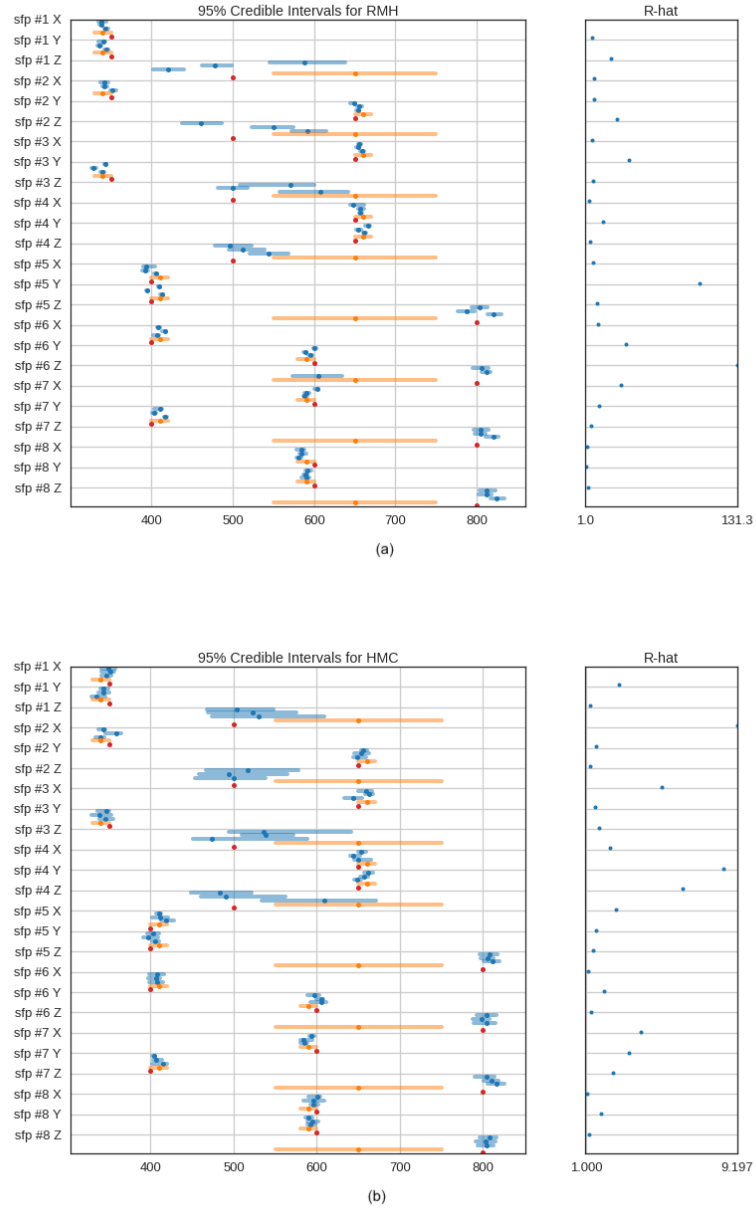 95% Credible Intervals for RMH
R-hat
sfp #1 X
sfp #1 Y
sfp #1 Z
sfp #2 X
sfp #2 Y
sfp #2 Z
sfp #3 X
sfp #3 Y
sfp #3 Z
sfp #4 X
sfp #4 Y
sfp #4 Z
sfp #5 X
sfp #5 Y
sfp #5 Z
sfp #6 X
sfp #6 Y
sfp #6 Z
sfp #7 X
sfp #7 Y
sfp #7 Z
sfp #8 X
sfp #8 Y
sfp #8 Z
400 500 600 700 800
1.0 131.3
(a)
95% Credible Intervals for HMC
R-hat
sfp #1 X
sfp #1 Y
sfp #1 Z
sfp #2 X
sfp #2 Y
sfp #2 Z
sfp #3 X
sfp #3 Y
sfp #3 Z
sfp #4 X
sfp #4 Y
sfp #4 Z
sfp #5 X
sfp #5 Y
sfp #5 Z
sfp #6 X
sfp #6 Y
sfp #6 Z
sfp #7 X
sfp #7 Y
sfp #7 Z
sfp #8 X
sfp #8 Y
sfp #8 Z
400 500 600 700 800
1.000 9.197
(b)